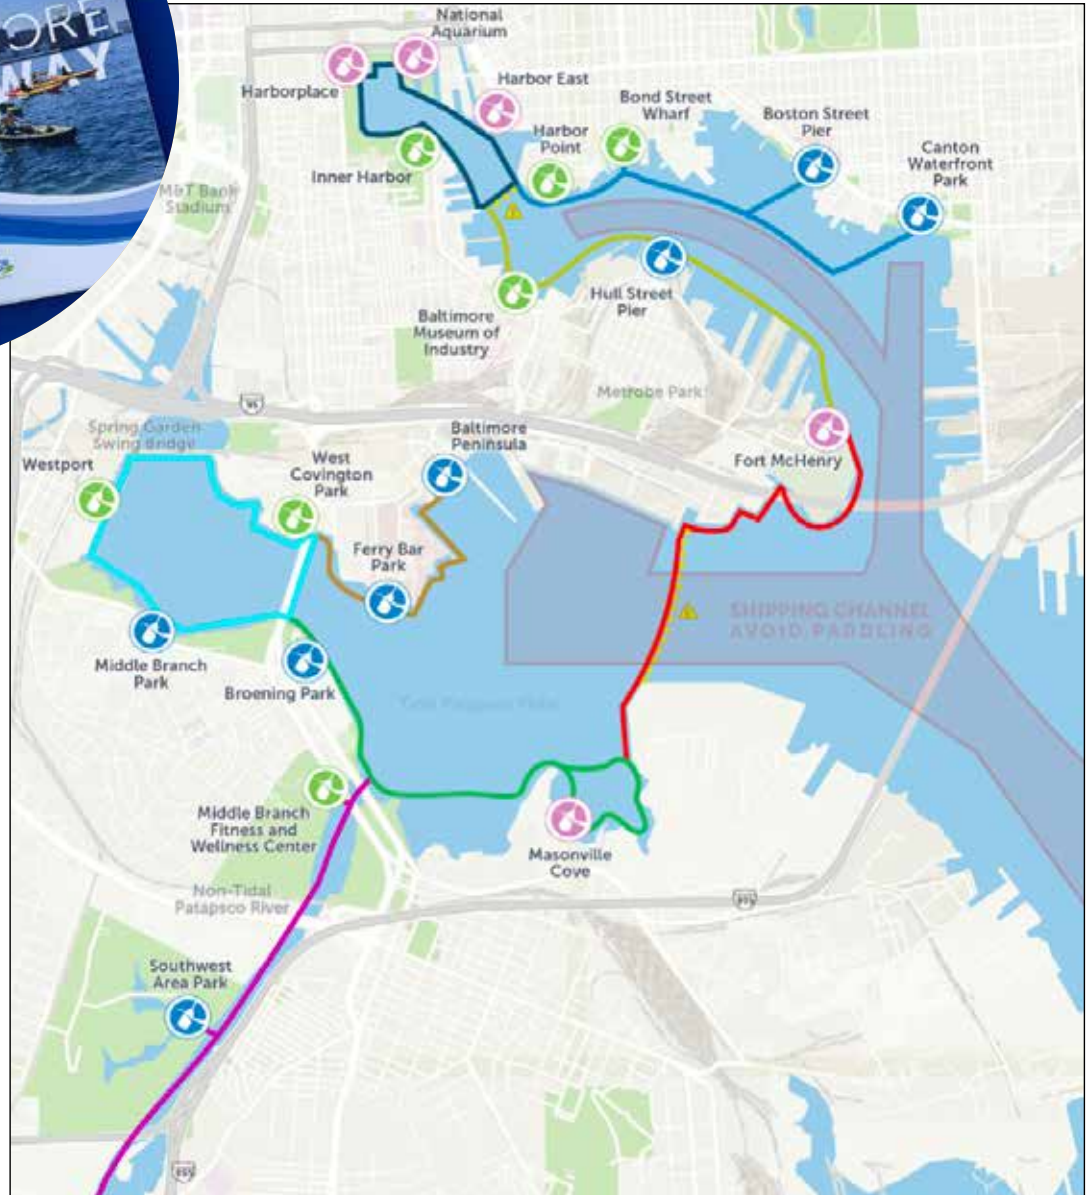 ORE
WAY
National
Aquarium
Harborplace
Harbor East
Bond Street
Wharf
Boston Street
Pier
Harbor
Point
Canton
Waterfront
Park
Inner Harbor
M&T Bank
Stadium
Hull Street
Pier
Baltimore
Museum of
Industry
Metrobe Park
95
Spring Garden
Swing Bridge
Baltimore
Peninsula
Westport
West
Covington
Park
Fort McHenry
Ferry Bar
Park
SHIPPING CHANNEL
AVOID PADDLING
Middle Branch
Park
Broening Park
Middle Branch
Fitness and
Wellness Center
Masonville
Cove
Non-Tidal
Patapsco River
895
Southwest
Area Park
895